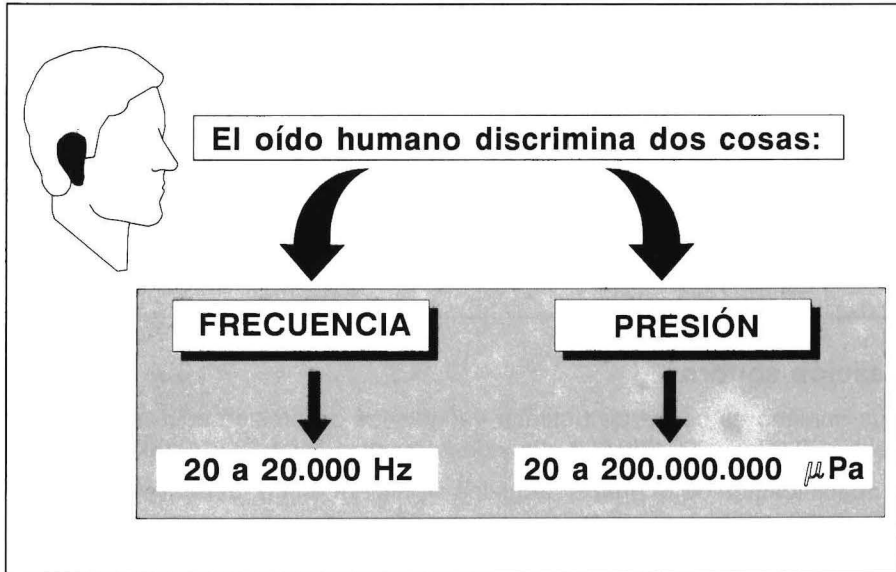 El oído humano discrimina dos cosas:
FRECUENCIA
PRESIÓN
20 a 20.000 Hz
20 a 200.000.000 μPa